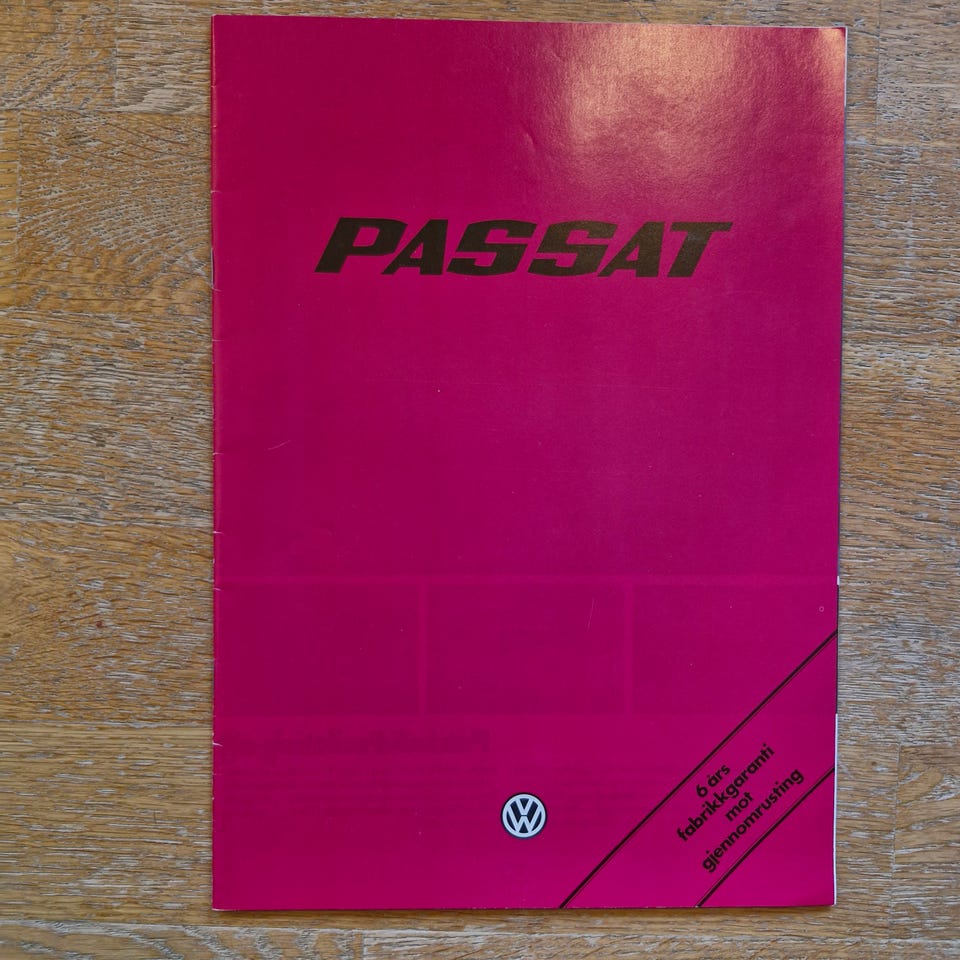 PASSAT
6 års
fabrikkgaranti
mot
gjennomrusting